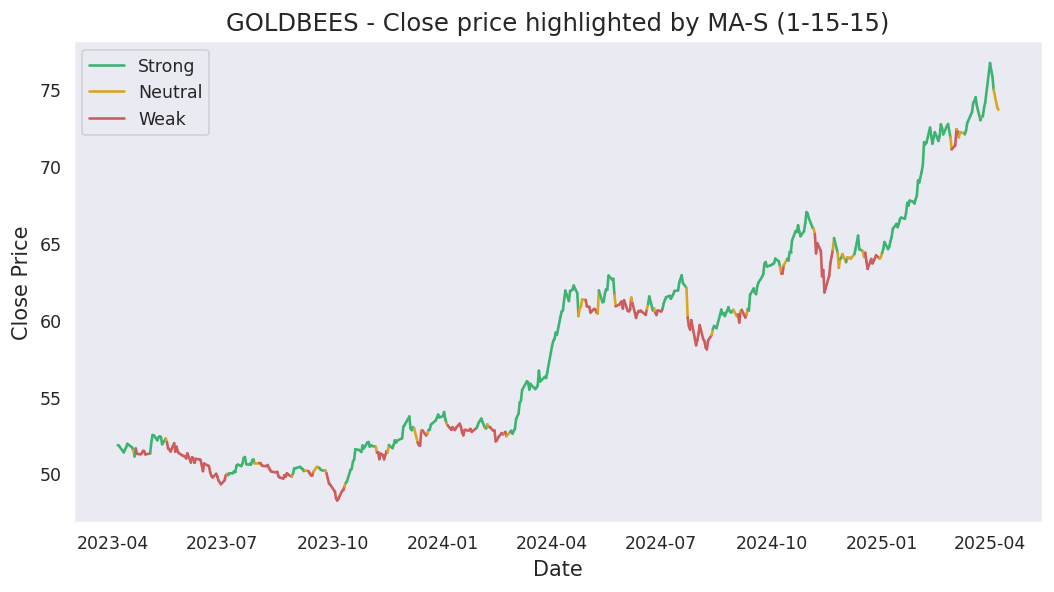 GOLDBEES - Close price highlighted by MA-S (1-15-15)
Strong
Neutral
Weak
Close Price
75
70
65
60
55
50
2023-04
2023-07
2023-10
2024-01
2024-04
2024-07
2024-10
2025-01
2025-04
Date